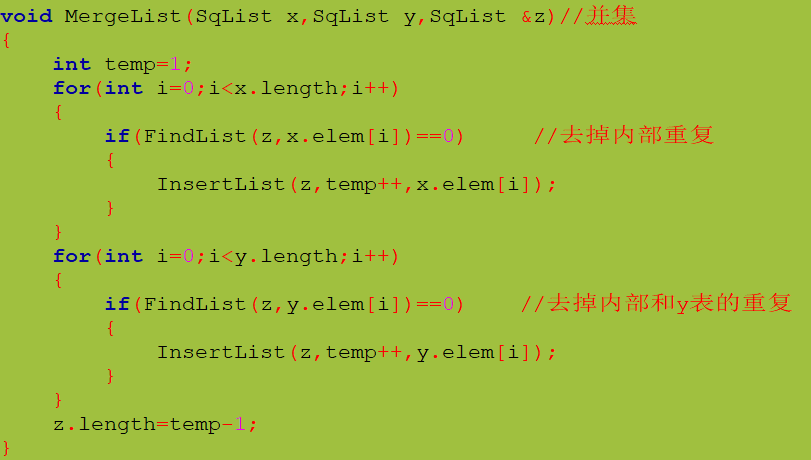 void MergeList(SqList x,SqList y,SqList &z)//并集
{
    int temp=1;
    for(int i=0;i<x.length;i++)
    {
        if(FindList(z,x.elem[i])==0)     //去掉内部重复
        {
            InsertList(z,temp++,x.elem[i]);
        }
    }
    for(int i=0;i<y.length;i++)
    {
        if(FindList(z,y.elem[i])==0)    //去掉内部和y表的重复
        {
            InsertList(z,temp++,y.elem[i]);
        }
    }
    z.length=temp-1;
}